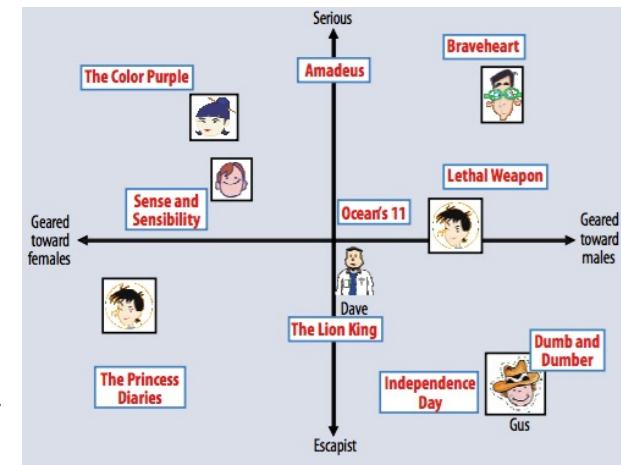 Serious
Braveheart
Amadeus
The Color Purple
Lethal Weapon
Sense and
Sensibility
Ocean's 11
Geared
toward
females
Geared
toward
males
Dave
The Lion King
Dumb and
Dumber
The Princess
Diaries
Independence
Day
Gus
Escapist